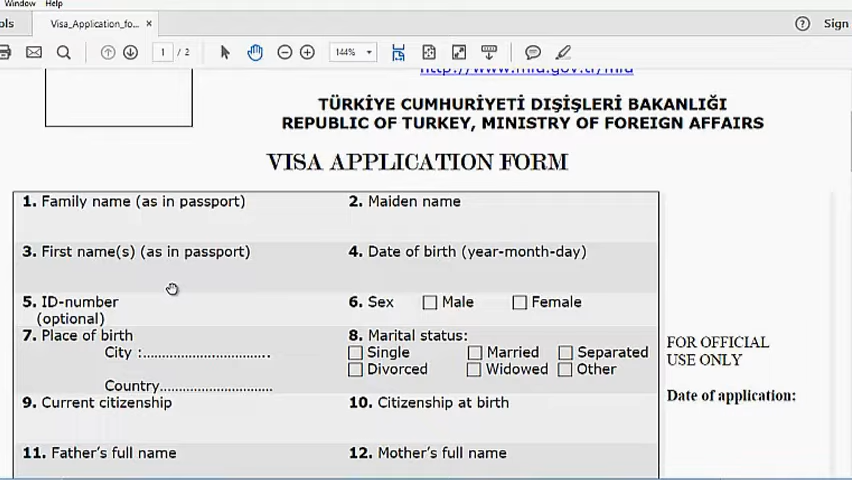 Window Help
ols Visa_Application_fo... × Sign
1 / 2 144%
http://www.mfa.gov.tr/mfa
TÜRKİYE CUMHURİYETİ DIŞİŞLERİ BAKANLIĞI
REPUBLIC OF TURKEY, MINISTRY OF FOREIGN AFFAIRS
VISA APPLICATION FORM
1. Family name (as in passport) 2. Maiden name
3. First name(s) (as in passport) 4. Date of birth (year-month-day)
5. ID-number 6. Sex Male Female
(optional)
7. Place of birth 8. Marital status:
City :.................................. Single Married Separated
Divorced Widowed Other
Country..............................
9. Current citizenship 10. Citizenship at birth
11. Father's full name 12. Mother's full name
FOR OFFICIAL
USE ONLY
Date of application: